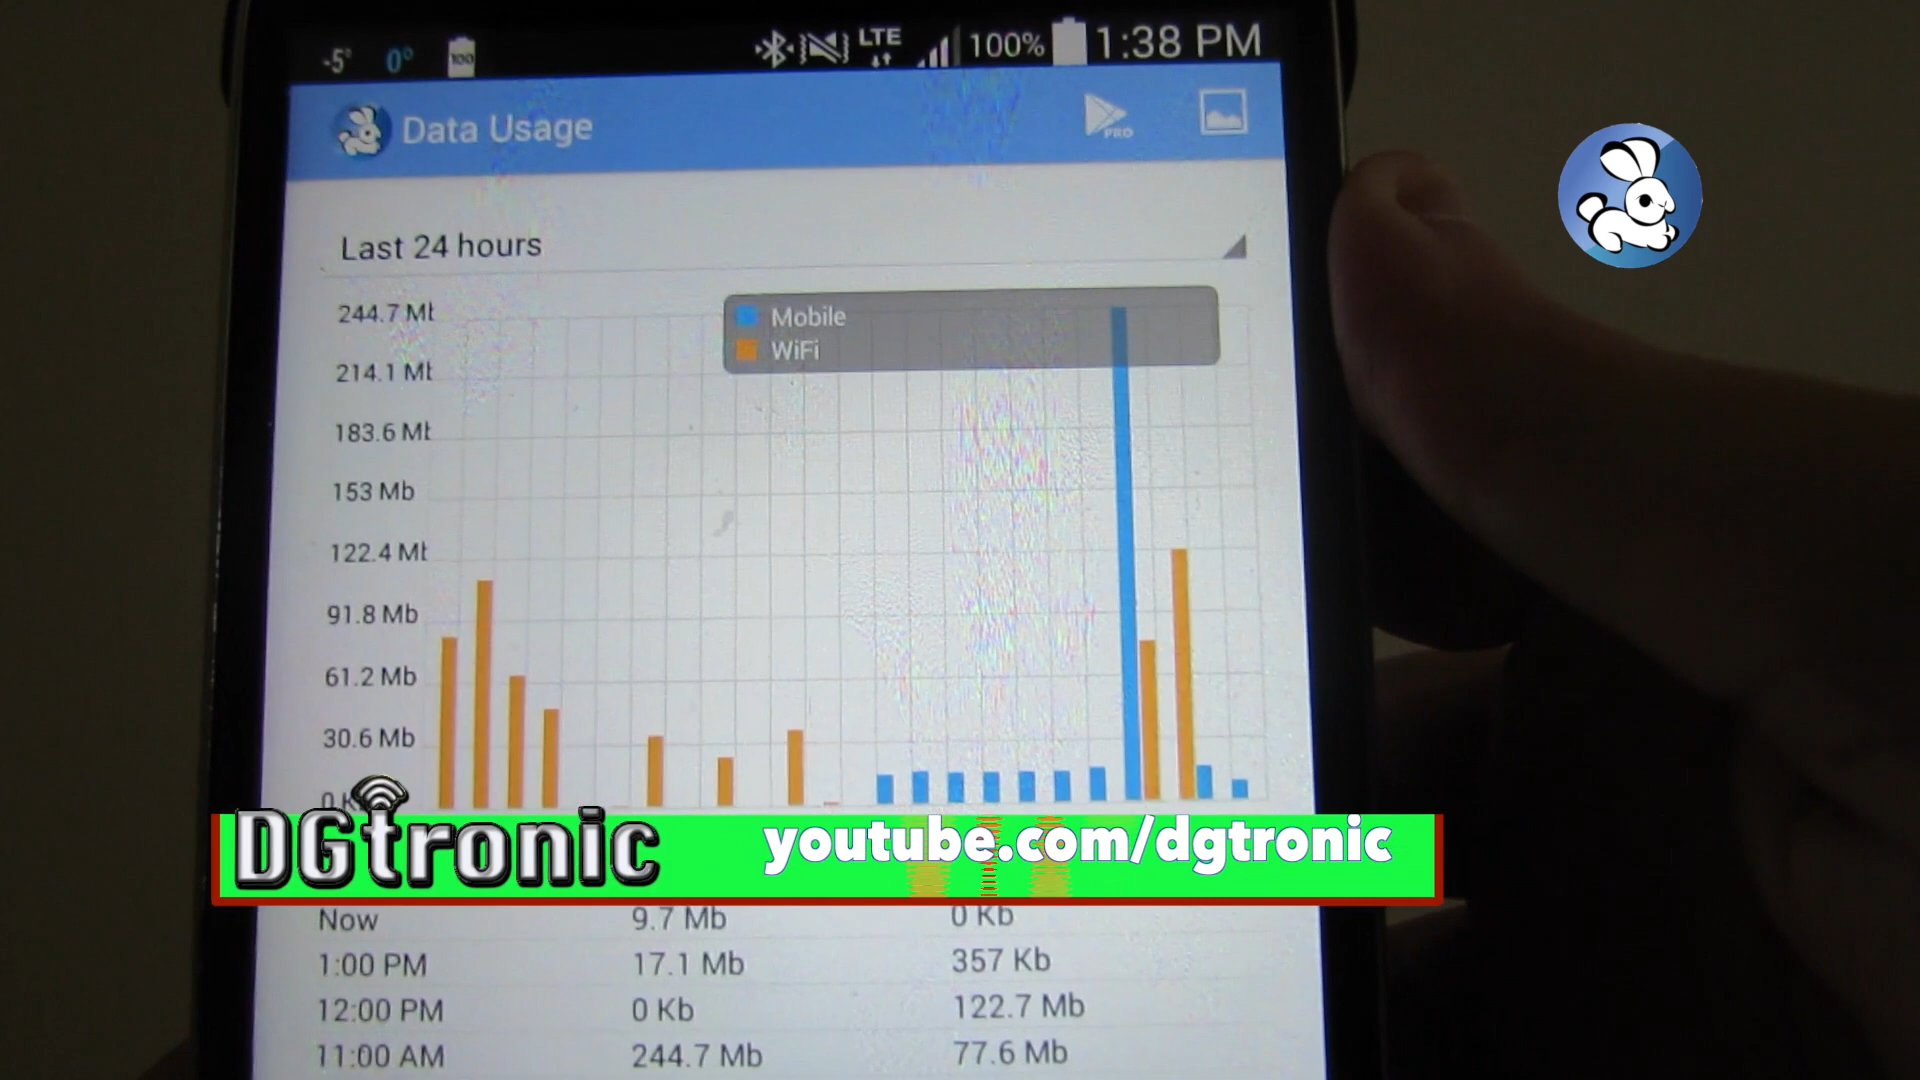 -5° 0° 100 LTE 100% 1:38 PM
Data Usage PRO
Last 24 hours
244.7 Mb
Mobile
WiFi
214.1 Mb
183.6 Mb
153 Mb
122.4 Mb
91.8 Mb
61.2 Mb
30.6 Mb
0 K
DGtronic youtube.com/dgtronic
Now 9.7 Mb 0 Kb
1:00 PM 17.1 Mb 357 Kb
12:00 PM 0 Kb 122.7 Mb
11:00 AM 244.7 Mb 77.6 Mb